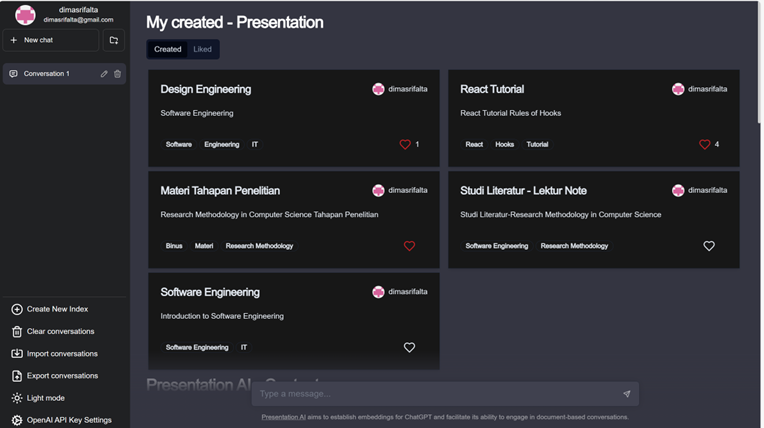 dimasrifalta
dimasrifalta@gmail.com
New chat
Conversation 1
Create New Index
Clear conversations
Import conversations
Export conversations
Light mode
OpenAI API Key Settings
My created - Presentation
Created Liked
Design Engineering dimasrifalta
Software Engineering
Software Engineering IT 1
React Tutorial dimasrifalta
React Tutorial Rules of Hooks
React Hooks Tutorial 4
Materi Tahapan Penelitian dimasrifalta
Research Methodology in Computer Science Tahapan Penelitian
Binus Materi Research Methodology
Studi Literatur - Lektur Note dimasrifalta
Studi Literatur-Research Methodology in Computer Science
Software Engineering Research Methodology
Software Engineering dimasrifalta
Introduction to Software Engineering
Software Engineering IT
Presentation AI
Type a message...
Presentation AI aims to establish embeddings for ChatGPT and facilitate its ability to engage in document-based conversations.